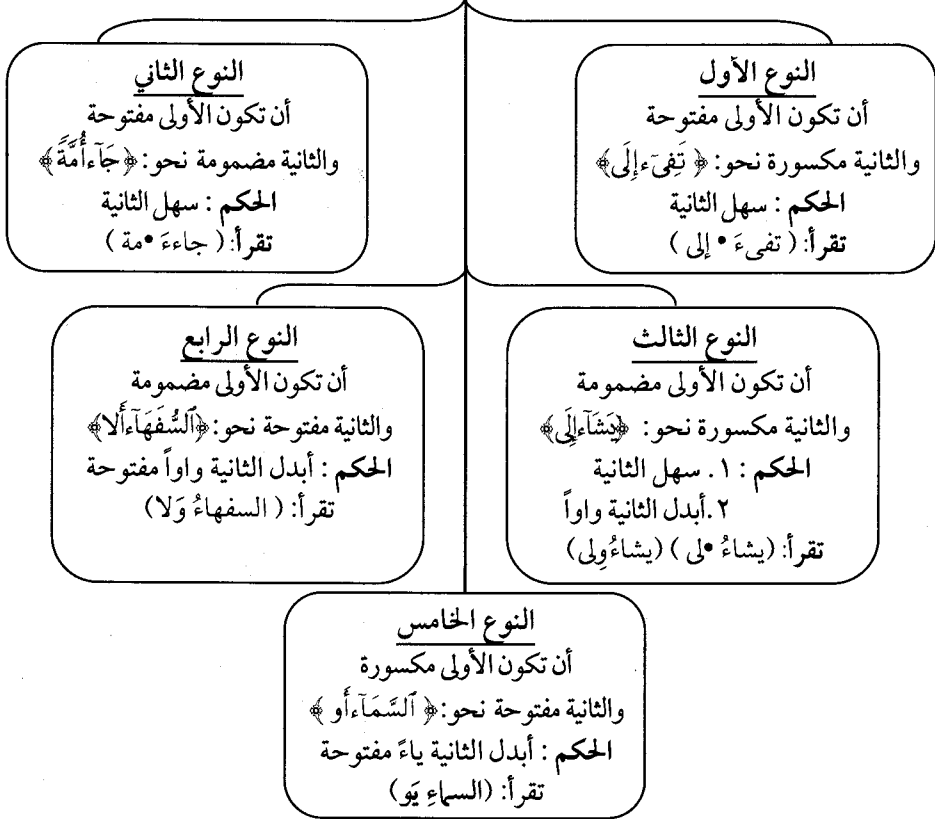 النوع الأول
أن تكون الأولى مفتوحة
والثانية مكسورة نحو: ﴿ تَفِىٓءَ إِلَىٰ﴾
الحكم : سهل الثانية
تقرأ: ( تفىءَ • إلى )
النوع الثاني
أن تكون الأولى مفتوحة
والثانية مضمومة نحو: ﴿جَآءَ أُمَّةً﴾
الحكم : سهل الثانية
تقرأ: ( جاءءَ •مة )
النوع الثالث
أن تكون الأولى مضمومة
والثانية مكسورة نحو: ﴿يَشَآءُ إِلَى﴾
الحكم : ١. سهل الثانية
٢.أبدل الثانية واواً
تقرأ: (يشاءُ •لى ) (يشاءُ وِلى)
النوع الرابع
أن تكون الأولى مضمومة
والثانية مفتوحة نحو: ﴿ٱلسُّفَهَآءُ أَلَا﴾
الحكم : أبدل الثانية واواً مفتوحة
تقرأ: ( السفهاءُ وَلا)
النوع الخامس
أن تكون الأولى مكسورة
والثانية مفتوحة نحو: ﴿ ٱلسَّمَآءِ أَو ﴾
الحكم : أبدل الثانية ياءً مفتوحة
تقرأ: (السماءِ يَو)